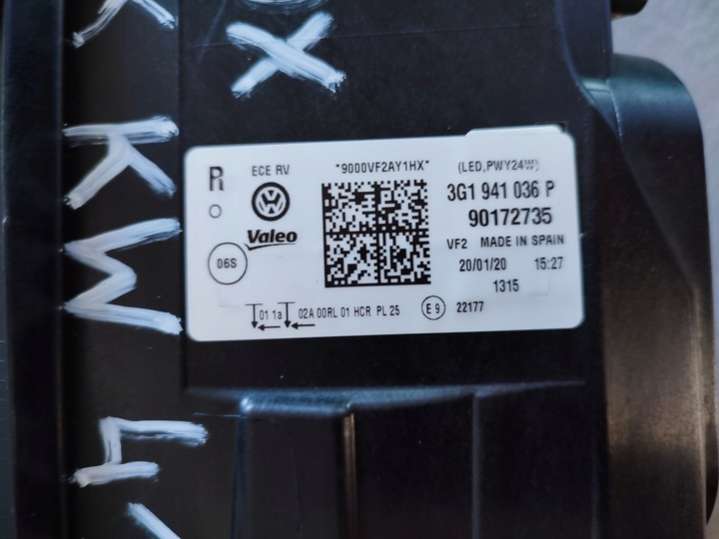 X
KKW4
R
ECE RV
"9000VF2AY1HX"
(LED,PWY24W)
3G1 941 036 P
90172735
Valeo
VF2 MADE IN SPAIN
06S
20/01/20 15:27
1315
01 1a 02A 00RL 01 HCR PL 25
E9 22177